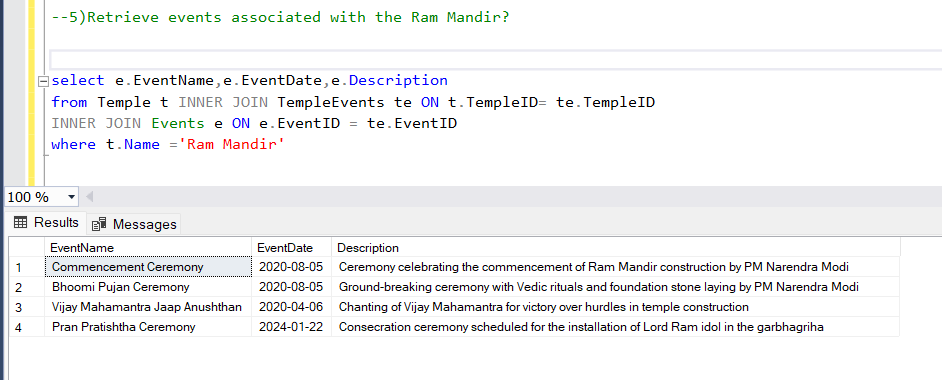 --5)Retrieve events associated with the Ram Mandir?
select e.EventName,e.EventDate,e.Description
from Temple t INNER JOIN TempleEvents te ON t.TempleID= te.TempleID
INNER JOIN Events e ON e.EventID = te.EventID
where t.Name ='Ram Mandir'
100 %
Results Messages
EventName EventDate Description
1 Commencement Ceremony 2020-08-05 Ceremony celebrating the commencement of Ram Mandir construction by PM Narendra Modi
2 Bhoomi Pujan Ceremony 2020-08-05 Ground-breaking ceremony with Vedic rituals and foundation stone laying by PM Narendra Modi
3 Vijay Mahamantra Jaap Anushthan 2020-04-06 Chanting of Vijay Mahamantra for victory over hurdles in temple construction
4 Pran Pratishtha Ceremony 2024-01-22 Consecration ceremony scheduled for the installation of Lord Ram idol in the garbhagriha